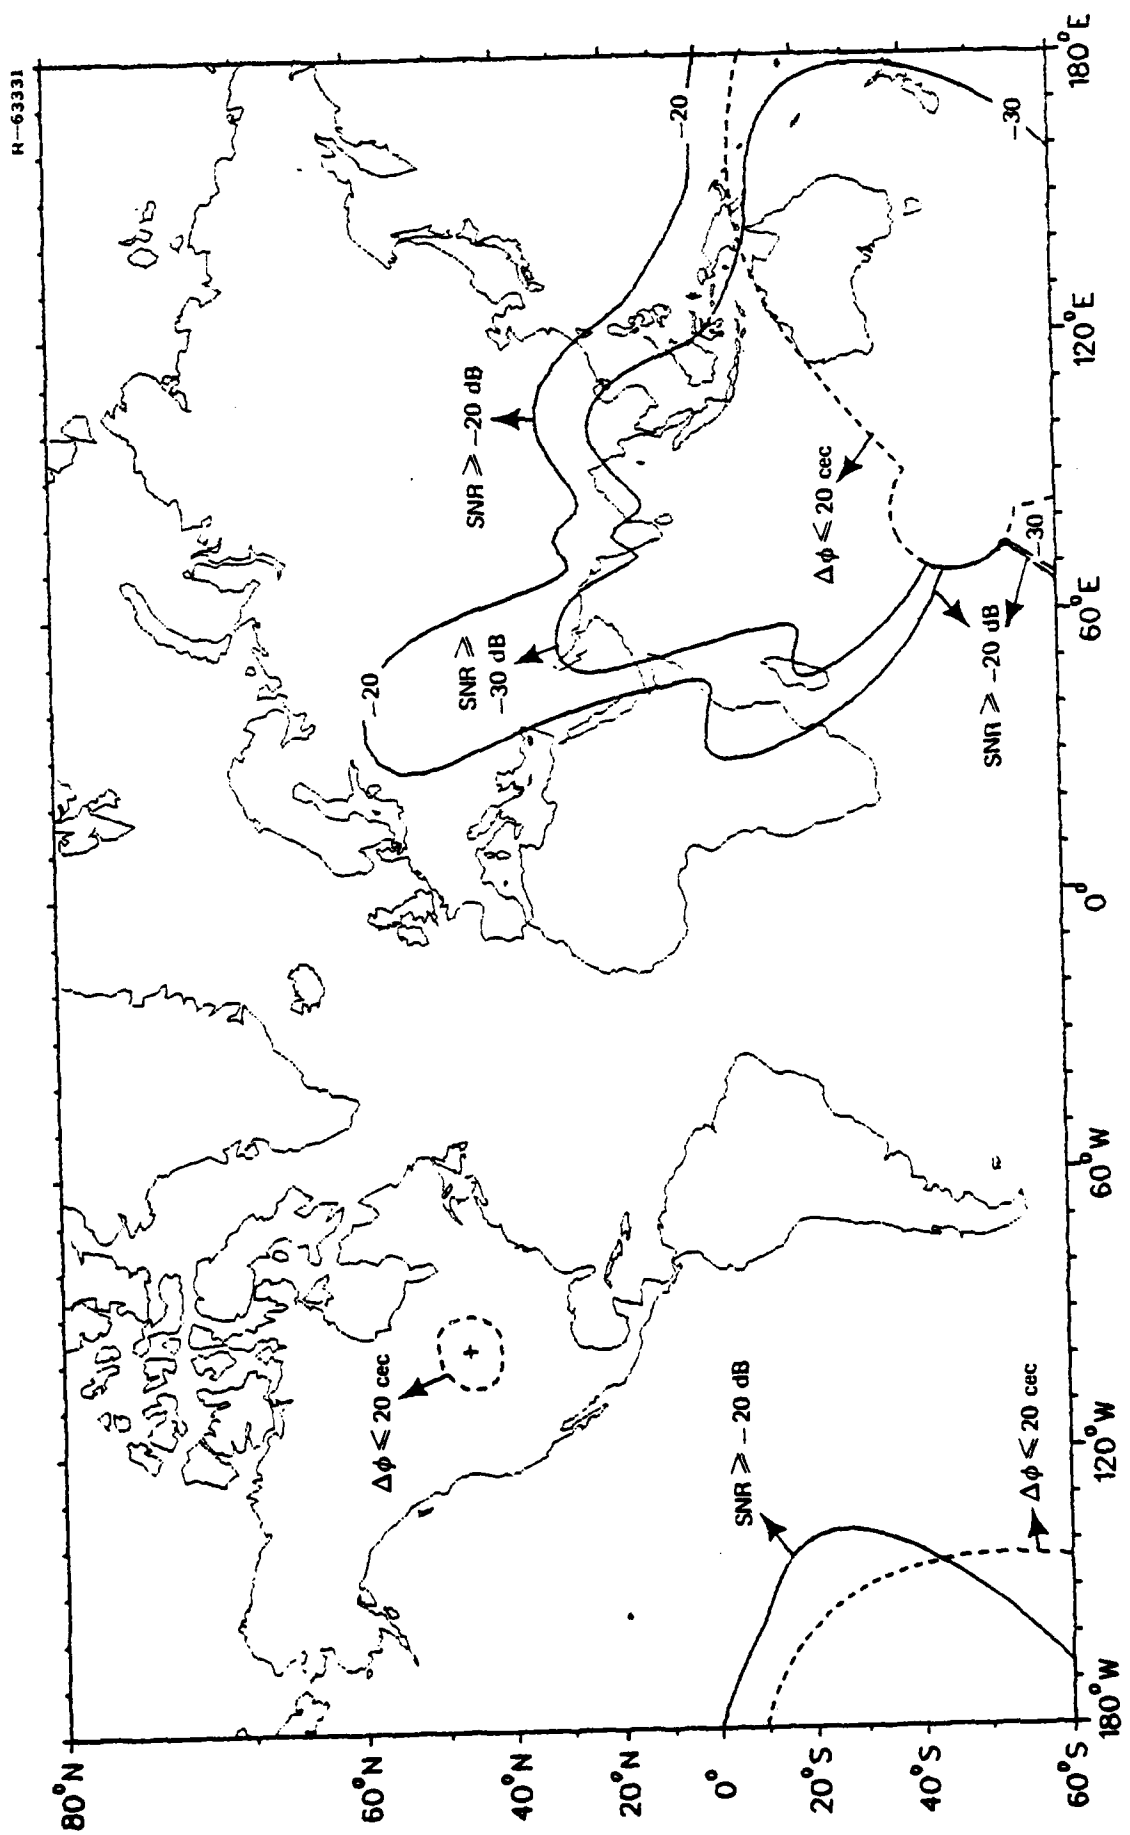 R-63331
80°N
60°N
40°N
20°N
0°
20°S
40°S
60°S
180°W
120°W
60°W
0°
60°E
120°E
180°E
Δϕ ⩽ 20 cec
SNR ⩾ -20 dB
Δϕ ⩽ 20 cec
-20
SNR ⩾
-30 dB
SNR ⩾ -20 dB
-20
Δϕ ⩽ 20 cec
SNR ⩾ -20 dB
-30
-30